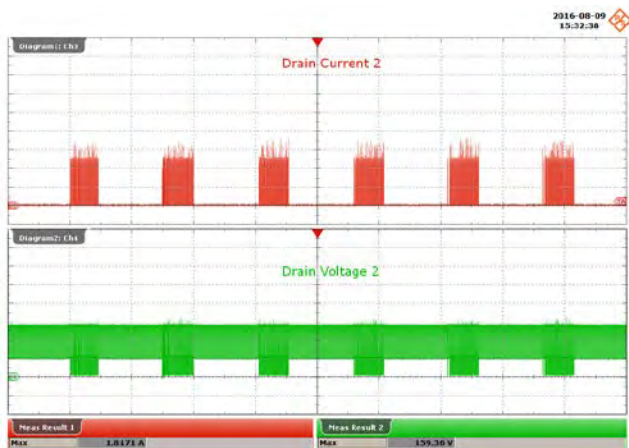 2016-08-09
15:32:38
Diagram1: Ch3
Drain Current 2
Diagram2: Ch4
Drain Voltage 2
Meas Result 1
Meas Result 2
Max 1.8171 A
Max 159.36 V